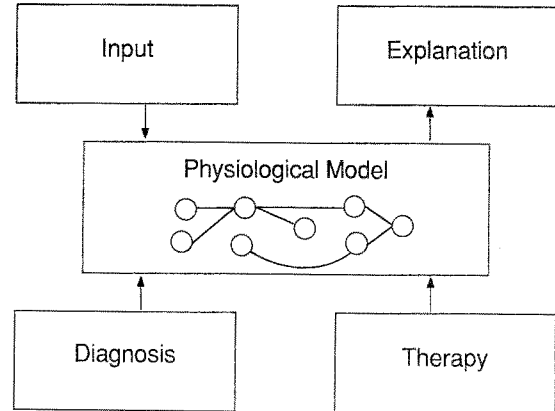 Input
Explanation
Physiological Model
Diagnosis
Therapy